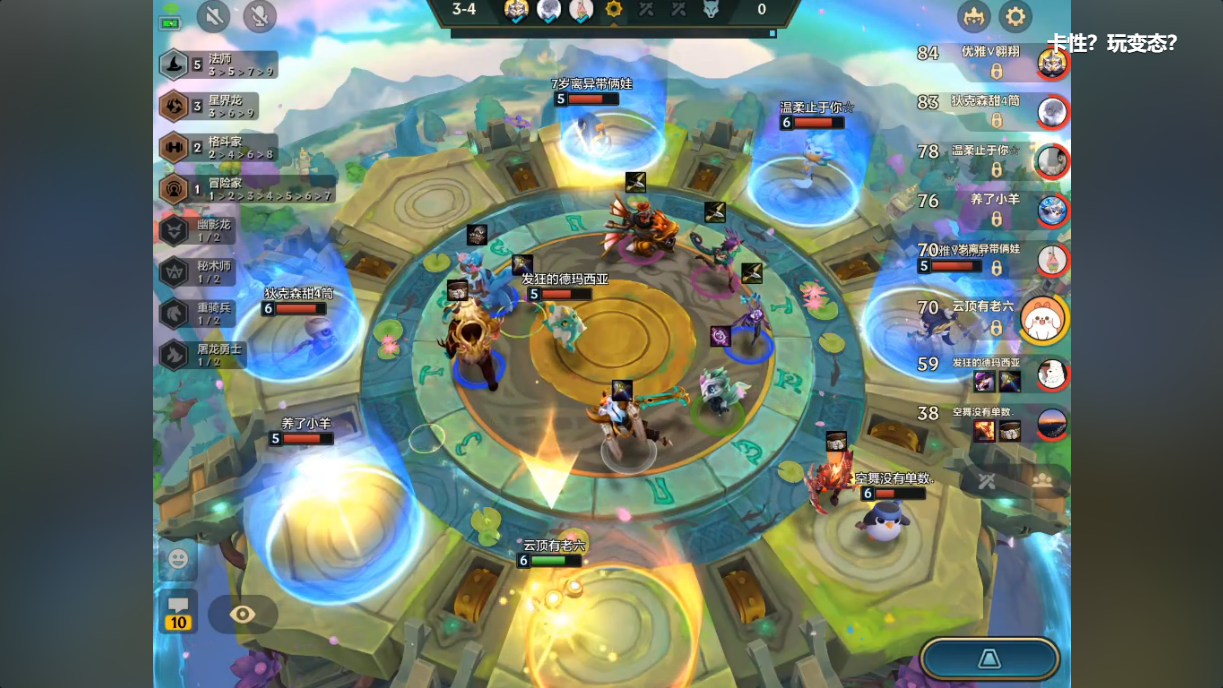 3-4
0
卡性？玩变态？
5 法师
3 > 5 > 7 > 9
3 星界龙
3 > 6 > 9
2 格斗家
2 > 4 > 6 > 8
1 冒险家
1 > 2 > 3 > 4 > 5 > 6 > 7
幽影龙
1 / 2
秘术师
1 / 2
重骑兵
1 / 2
屠龙勇士
1 / 2
7岁离异带俩娃
5
温柔止于你☆
6
发狂的德玛西亚
5
狄克森甜4筒
6
养了小羊
5
空舞没有单数。
6
云顶有老六
6
84 优雅V翱翔
83 狄克森甜4筒
78 温柔止于你☆
76 养了小羊
70 7岁离异带俩娃
5
70 云顶有老六
59 发狂的德玛西亚
38 空舞没有单数。
10